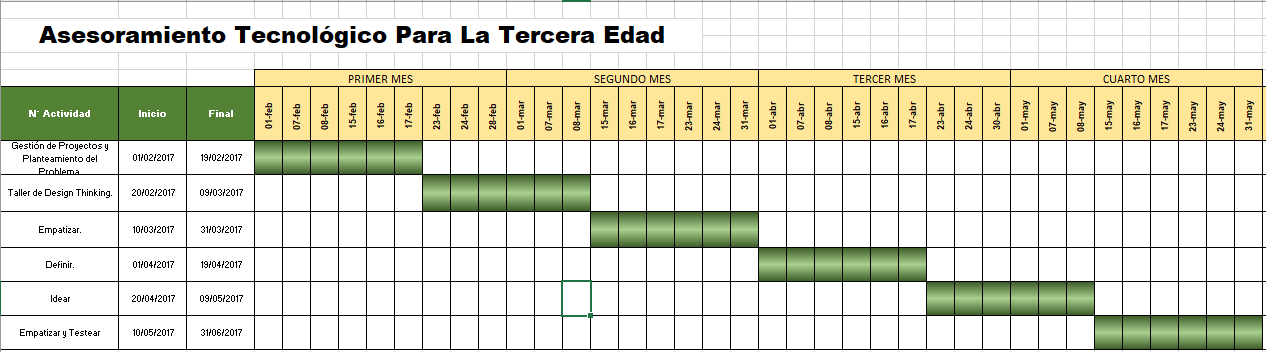 Asesoramiento Tecnológico Para La Tercera Edad
PRIMER MES SEGUNDO MES TERCER MES CUARTO MES
N° Actividad Inicio Final 01-feb 07-feb 08-feb 15-feb 16-feb 17-feb 23-feb 24-feb 28-feb 01-mar 07-mar 08-mar 15-mar 16-mar 17-mar 23-mar 24-mar 31-mar 01-abr 07-abr 08-abr 15-abr 16-abr 17-abr 23-abr 24-abr 30-abr 01-may 07-may 08-may 15-may 16-may 17-may 23-may 24-may 31-may
Gestión de Proyectos y
Planteamiento del
Problema
01/02/2017 19/02/2017
Taller de Design Thinking. 20/02/2017 09/03/2017
Empatizar. 10/03/2017 31/03/2017
Definir. 01/04/2017 19/04/2017
Idear 20/04/2017 09/05/2017
Empatizar y Testear 10/05/2017 31/06/2017